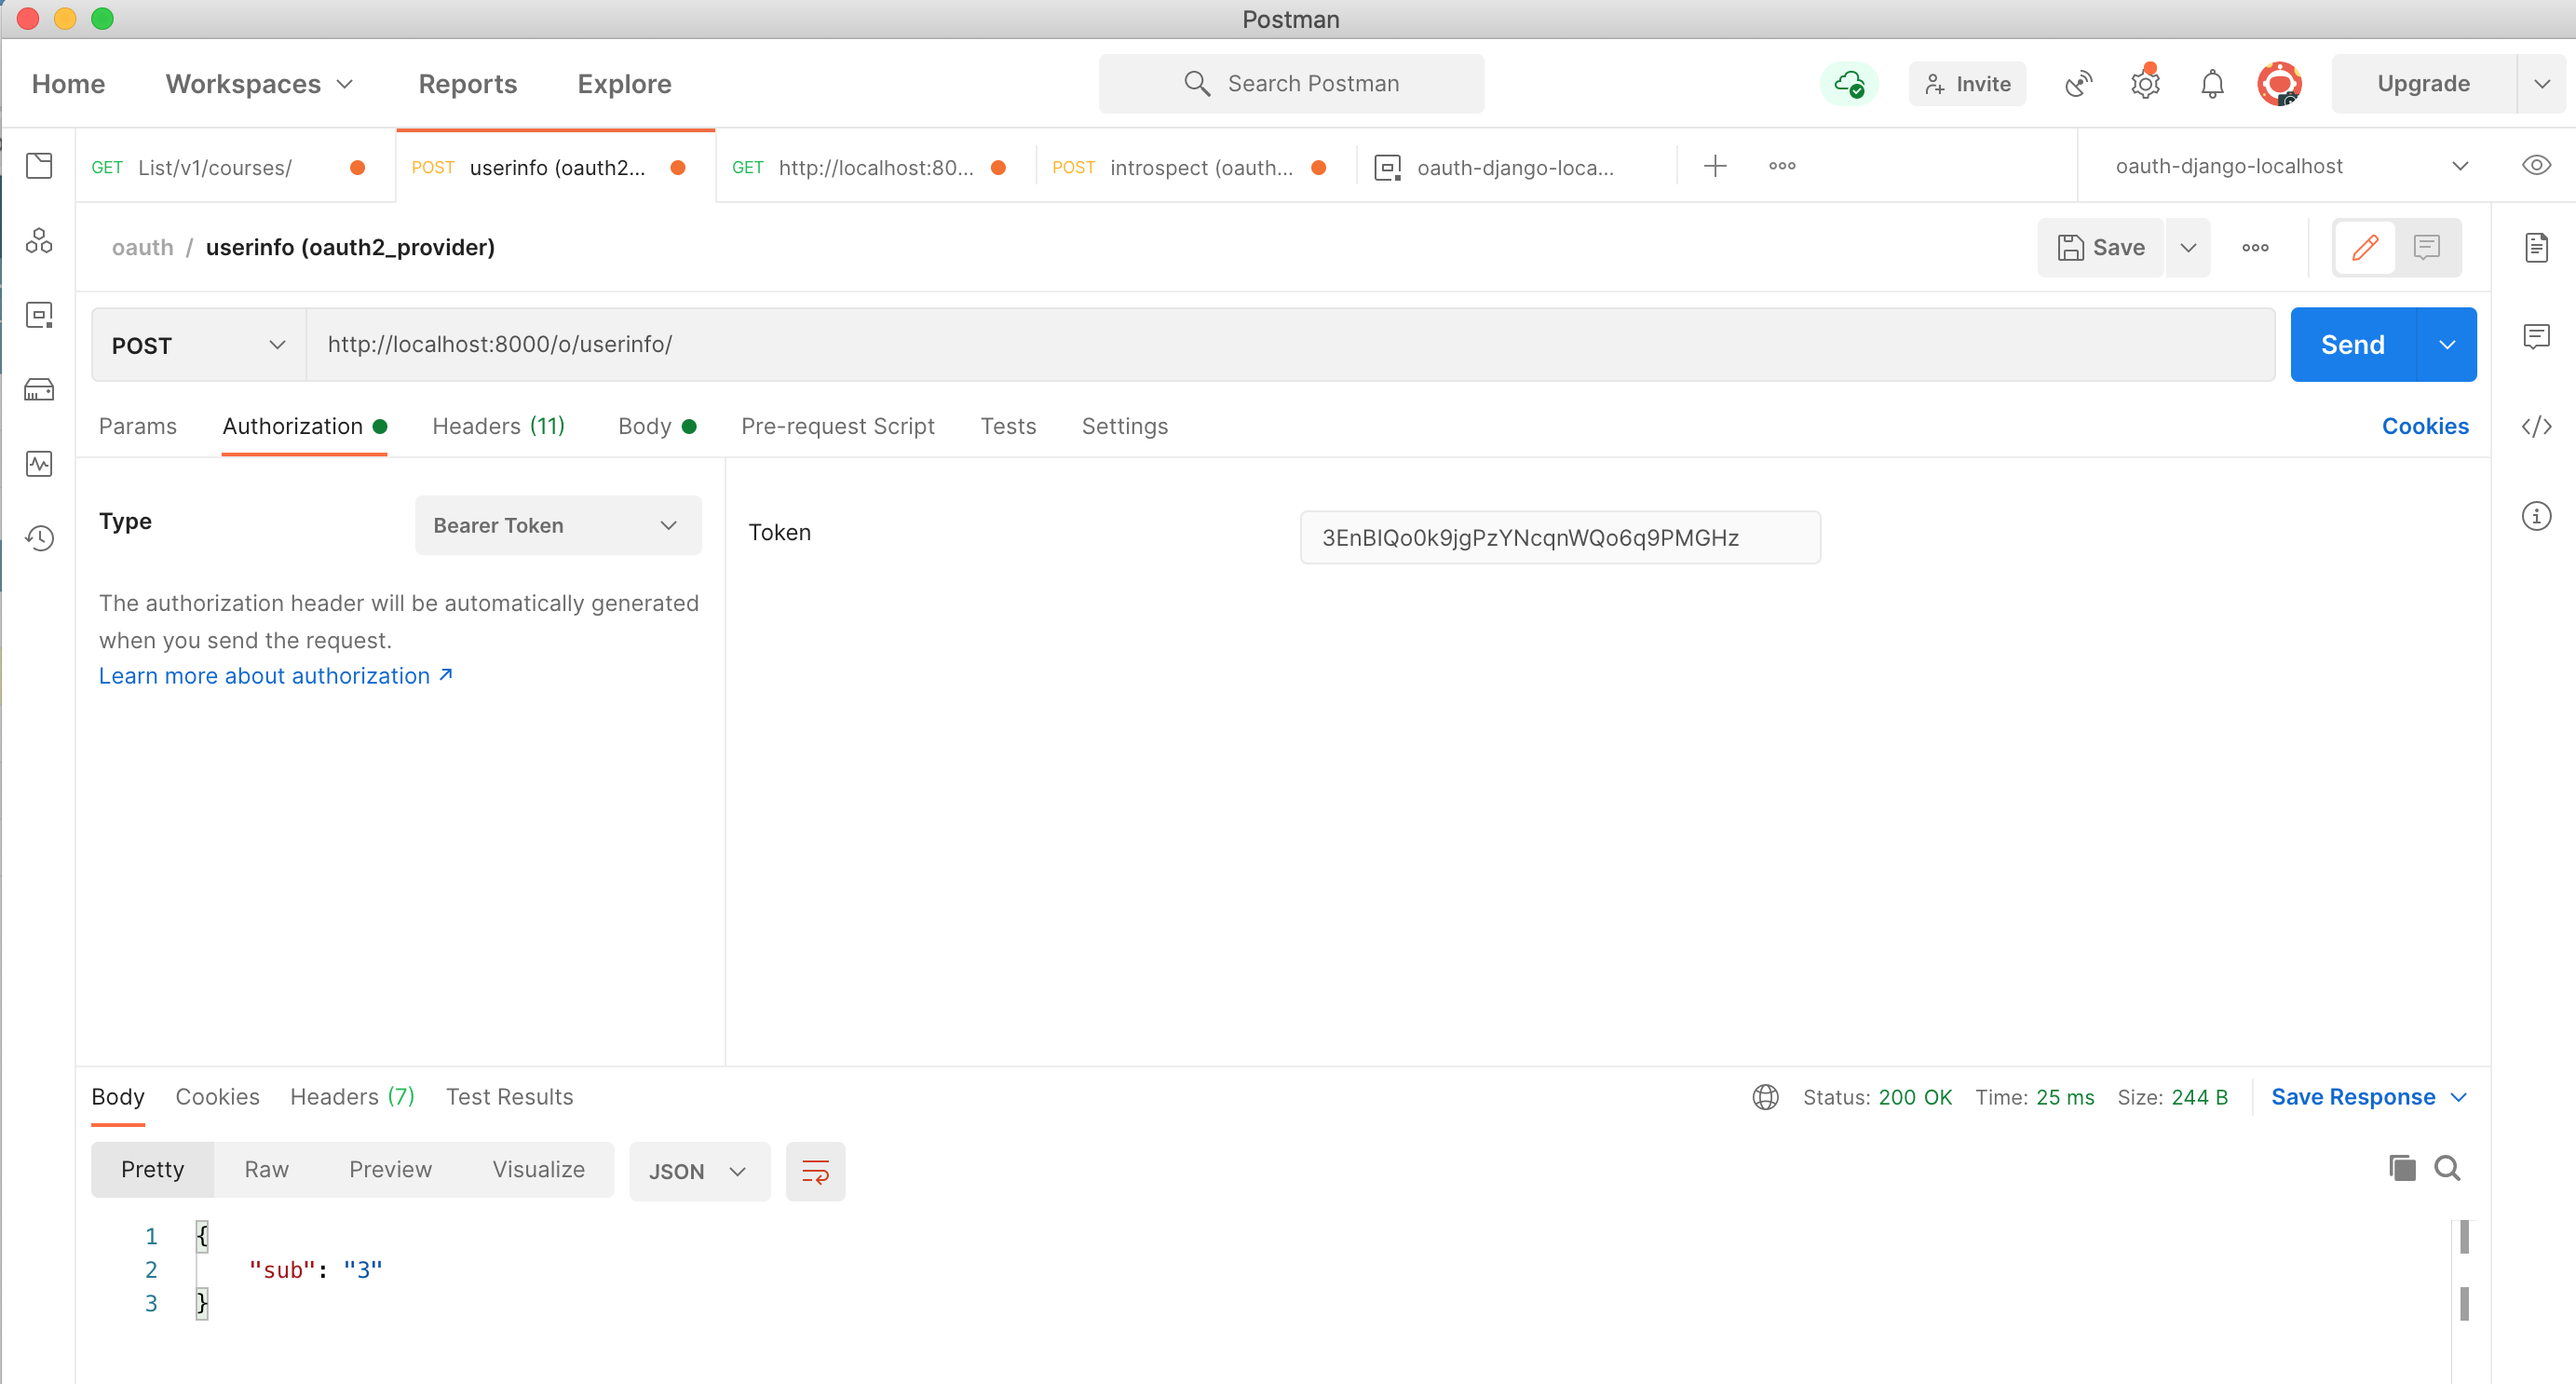 Postman
Home Workspaces Reports Explore Search Postman Invite Upgrade
GET List/v1/courses/ POST userinfo (oauth2... GET http://localhost:80... POST introspect (oauth... oauth-django-loca... oauth-django-localhost
oauth / userinfo (oauth2_provider) Save
POST http://localhost:8000/o/userinfo/ Send
Params Authorization Headers (11) Body Pre-request Script Tests Settings Cookies
Type Bearer Token Token 3EnBIQo0k9jgPzYNcqnWQo6q9PMGHz
The authorization header will be automatically generated
when you send the request.
Learn more about authorization ↗
Body Cookies Headers (7) Test Results Status: 200 OK Time: 25 ms Size: 244 B Save Response
Pretty Raw Preview Visualize JSON
1 {
2 "sub": "3"
3 }